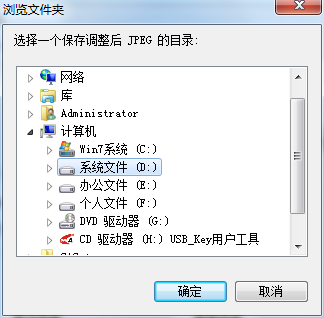 浏览文件夹
选择一个保存调整后 JPEG 的目录:
网络
库
Administrator
计算机
Win7系统 (C:)
系统文件 (D:)
办公文件 (E:)
个人文件 (F:)
DVD 驱动器 (G:)
CD 驱动器 (H:) USB_Key用户工具
确定
取消